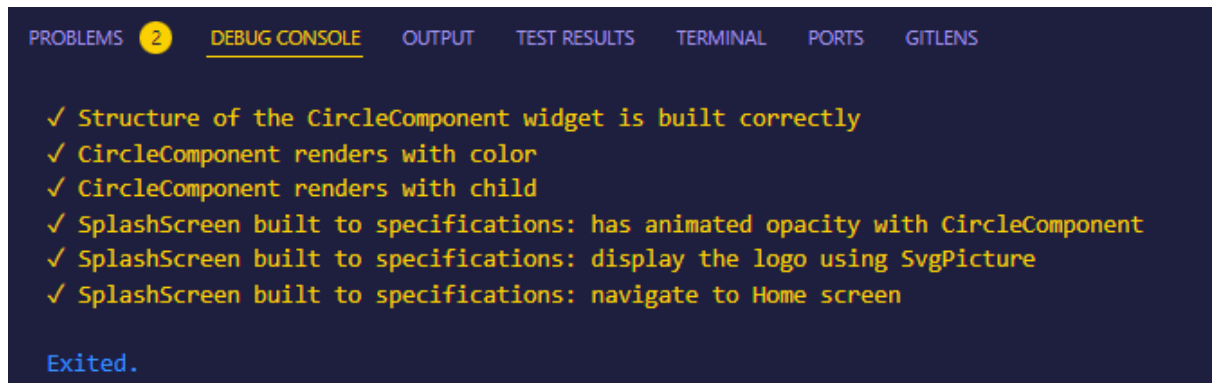 PROBLEMS 2 DEBUG CONSOLE OUTPUT TEST RESULTS TERMINAL PORTS GITLENS
✓ Structure of the CircleComponent widget is built correctly
✓ CircleComponent renders with color
✓ CircleComponent renders with child
✓ SplashScreen built to specifications: has animated opacity with CircleComponent
✓ SplashScreen built to specifications: display the logo using SvgPicture
✓ SplashScreen built to specifications: navigate to Home screen
Exited.